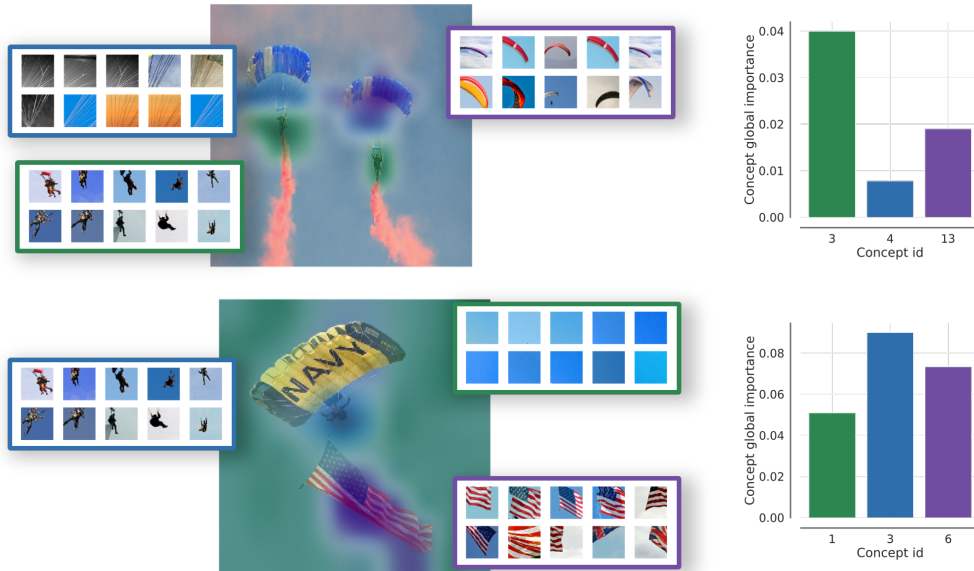 0.04
0.03
0.02
0.01
0.00
Concept global importance
3 4 13
Concept id
NAVY
0.08
0.06
0.04
0.02
0.00
Concept global importance
1 3 6
Concept id